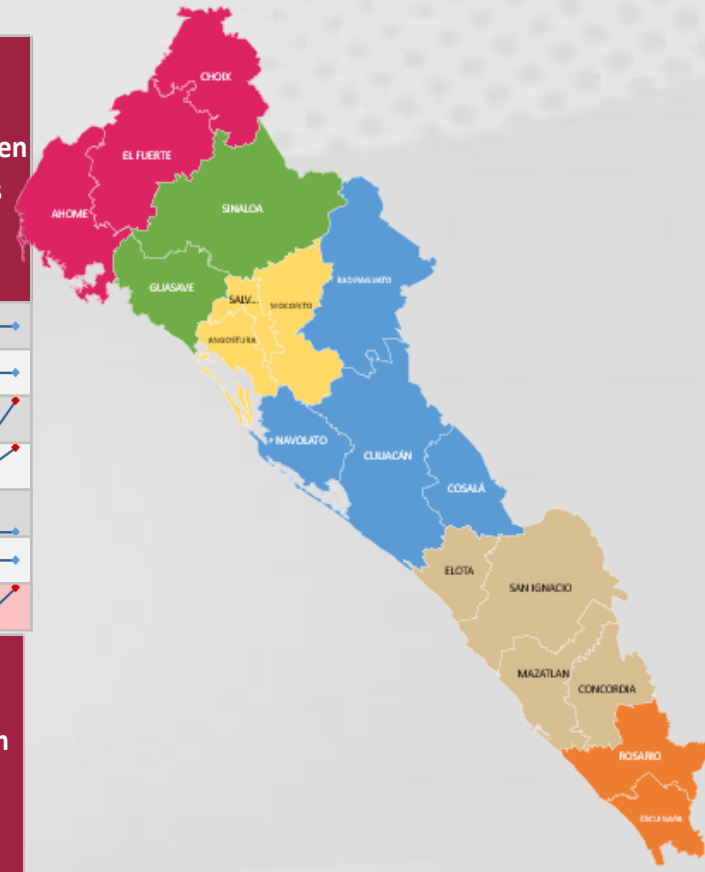 CHOIX
en
EL FUERTE
s
SINALOA
AHOME
BADIRAGUATO
GUASAVE
SALV...
MOCORITO
ANGOSTURA
NAVOLATO
CULIACÁN
COSALÁ
ELOTA
SAN IGNACIO
MAZATLAN
CONCORDIA
n
ROSARIO
ESCUINAPA